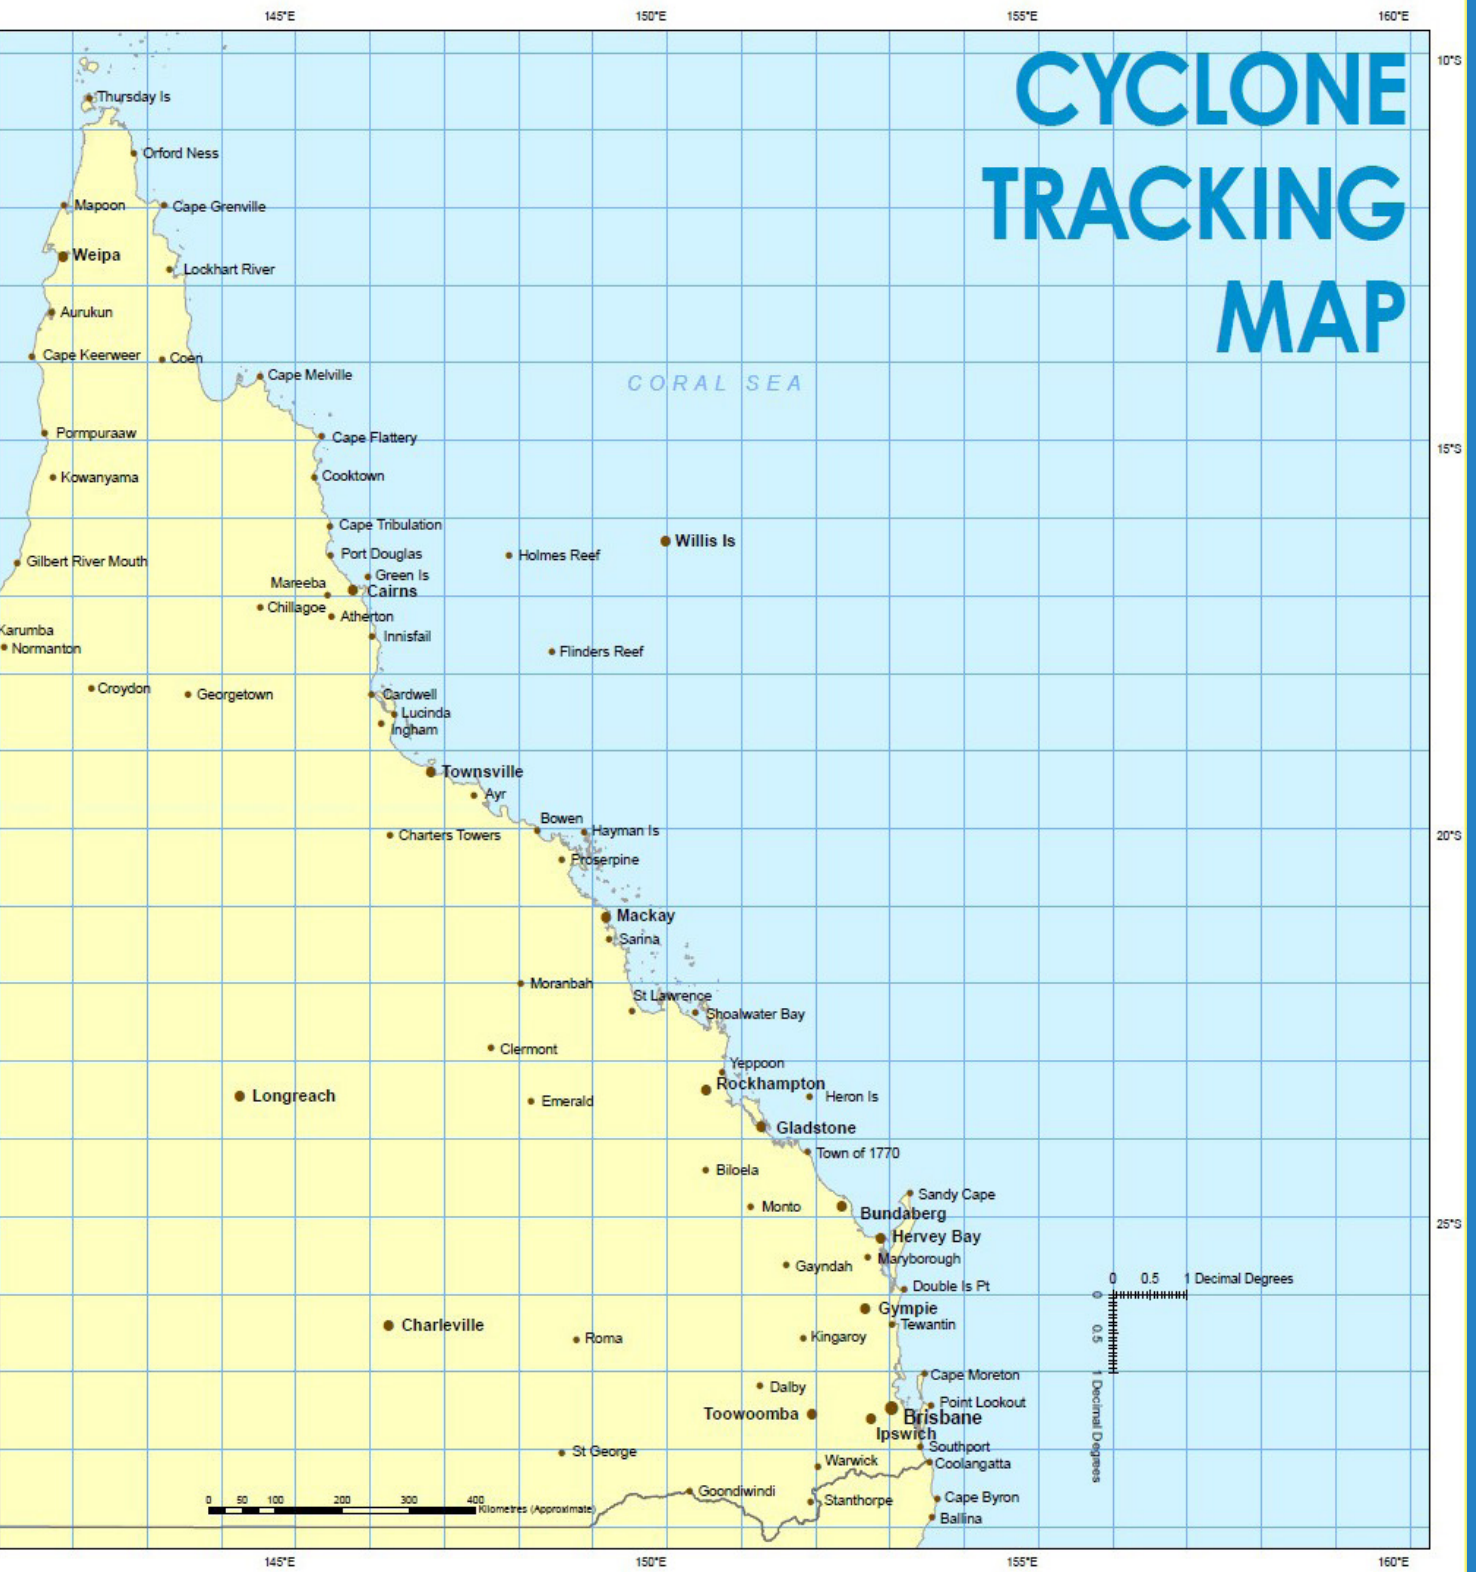 145°E 150°E 155°E 160°E
10°S
CYCLONE
TRACKING
MAP
Thursday Is
Orford Ness
Mapoon
Cape Grenville
Weipa
Lockhart River
Aurukun
Cape Keerweer
Coen
Cape Melville
CORAL SEA
Pormpuraaw
Cape Flattery
15°S
Kowanyama
Cooktown
Cape Tribulation
Willis Is
Port Douglas
Holmes Reef
Gilbert River Mouth
Green Is
Mareeba
Cairns
Chillagoe
Atherton
Karumba
Innisfail
Normanton
Flinders Reef
Croydon
Georgetown
Cardwell
Lucinda
Ingham
Townsville
Ayr
Bowen
Hayman Is
Charters Towers
20°S
Proserpine
Mackay
Sarina
Moranbah
St Lawrence
Shoalwater Bay
Clermont
Yeppoon
Rockhampton
Longreach
Emerald
Heron Is
Gladstone
Town of 1770
Biloela
Sandy Cape
Monto
Bundaberg
25°S
Hervey Bay
Maryborough
Gayndah
Double Is Pt
0 0.5 1 Decimal Degrees
0 0.5 1 Decimal Degrees
Gympie
Charleville
Tewantin
Roma
Kingaroy
Cape Moreton
Dalby
Point Lookout
Toowoomba
Brisbane
Ipswich
Southport
St George
Warwick
Coolangatta
Goondiwindi
Stanthorpe
Cape Byron
0 50 100 200 300 400
Kilometres (Approximate)
Ballina
145°E 150°E 155°E 160°E